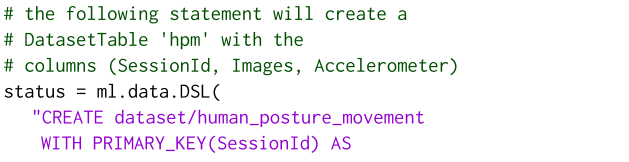 # the following statement will create a
# DatasetTable 'hpm' with the
# columns (SessionId, Images, Accelerometer)
status = ml.data.DSL(
"CREATE dataset/human_posture_movement
WITH PRIMARY_KEY(SessionId) AS